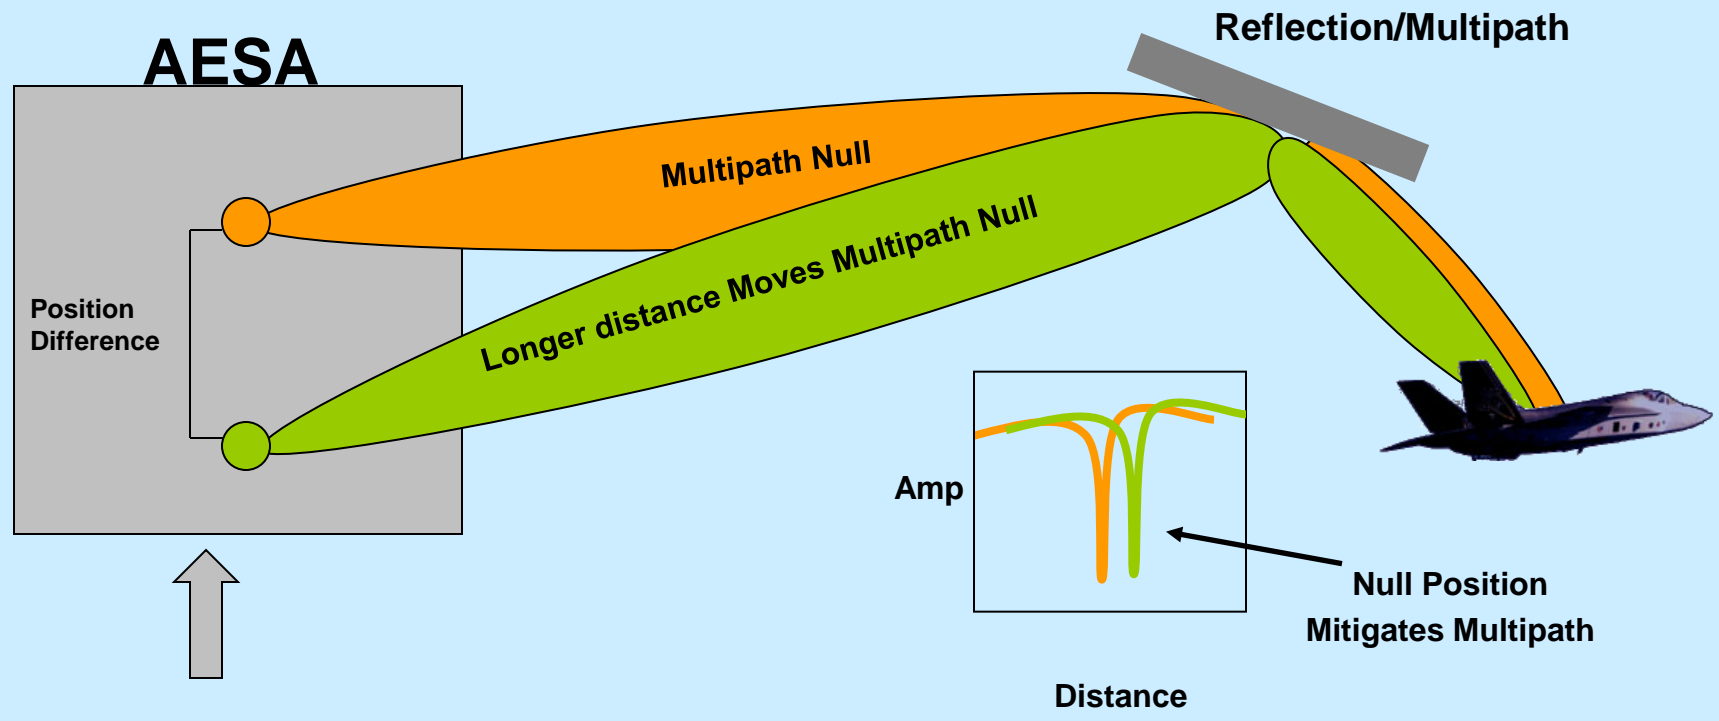 Reflection/Multipath
AESA
Multipath Null
Longer distance Moves Multipath Null
Position
Difference
Amp
Null Position
Mitigates Multipath
Distance